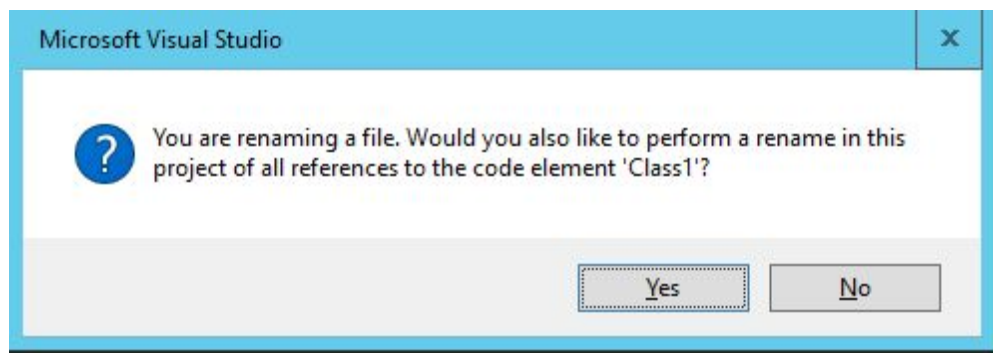 Microsoft Visual Studio
You are renaming a file. Would you also like to perform a rename in this
project of all references to the code element 'Class1'?
Yes
No